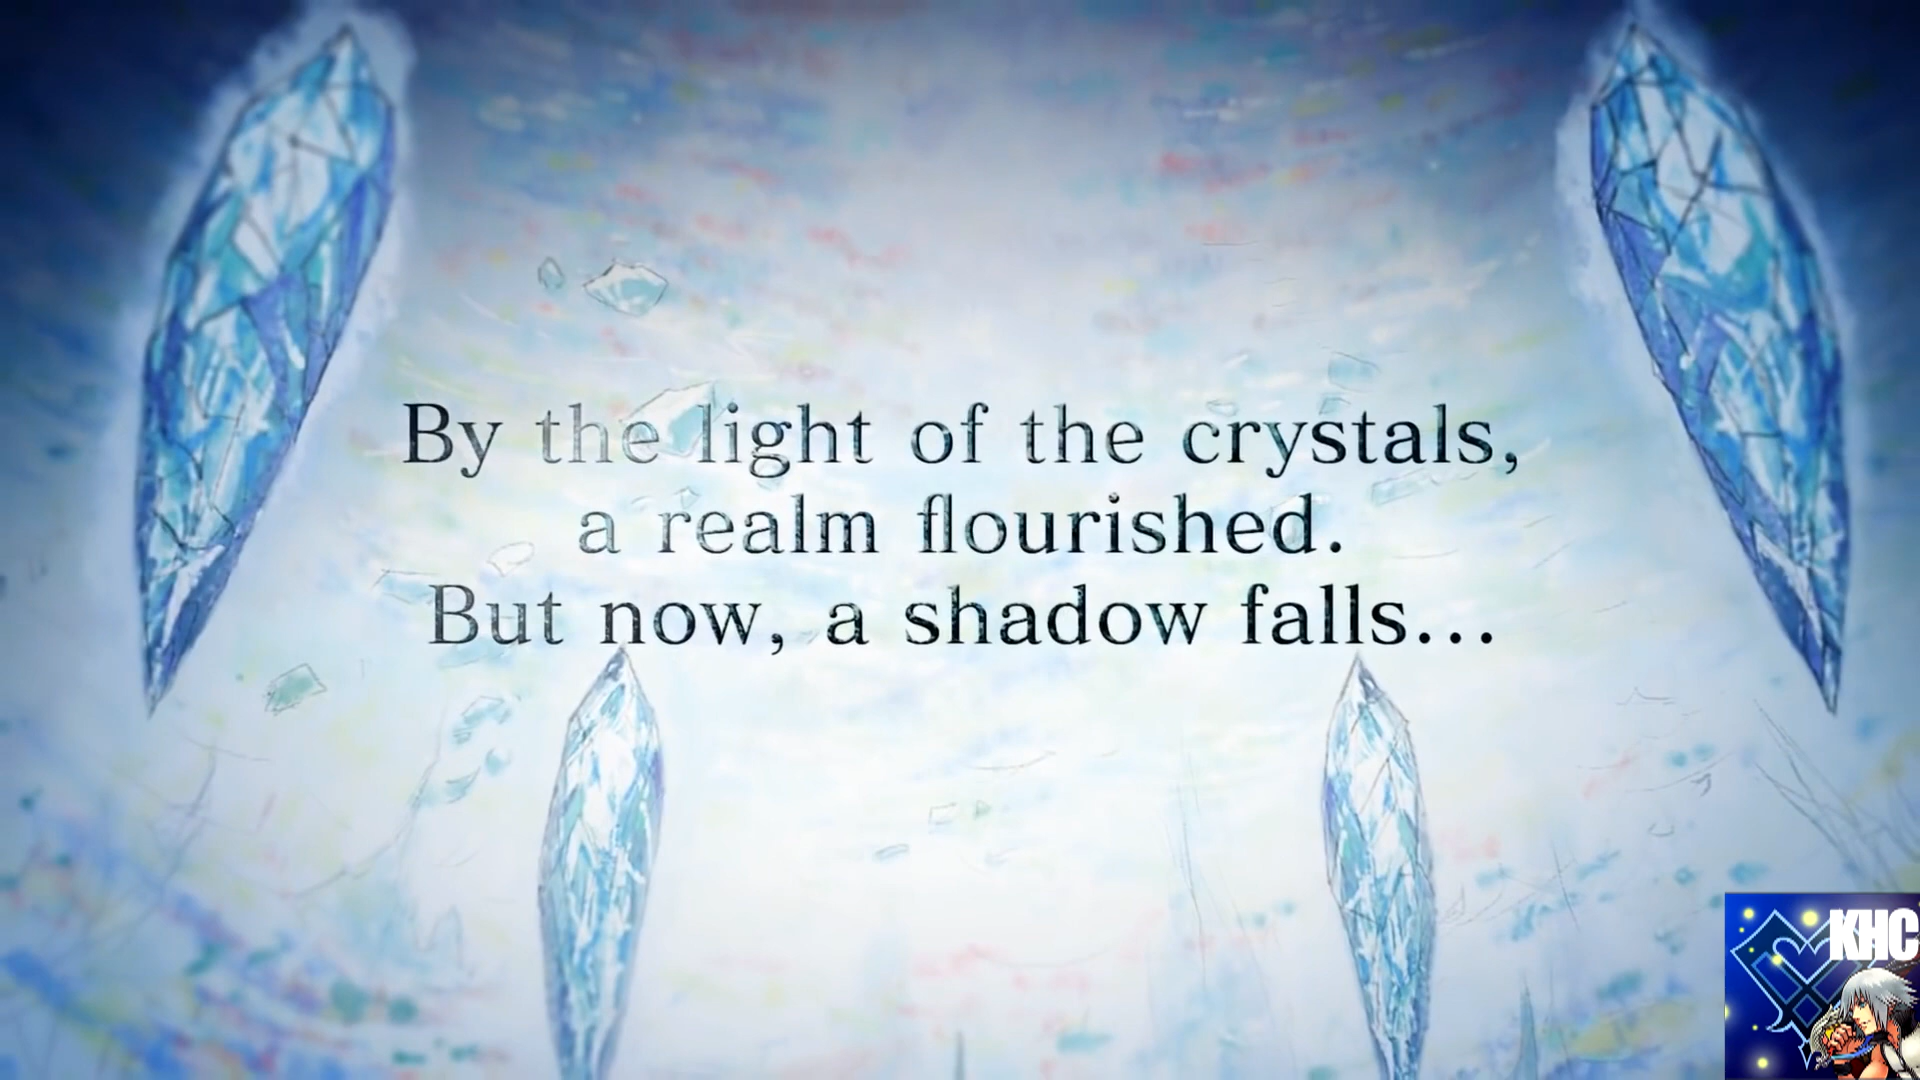 By the light of the crystals,
a realm flourished.
But now, a shadow falls...
KHC